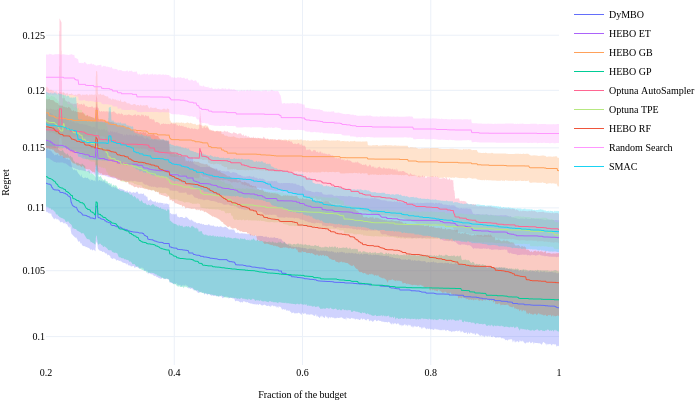 0.125
0.12
0.115
0.11
0.105
0.1
Regret
0.2
0.4
0.6
0.8
1
Fraction of the budget
DyMBO
HEBO ET
HEBO GB
HEBO GP
Optuna AutoSampler
Optuna TPE
HEBO RF
Random Search
SMAC